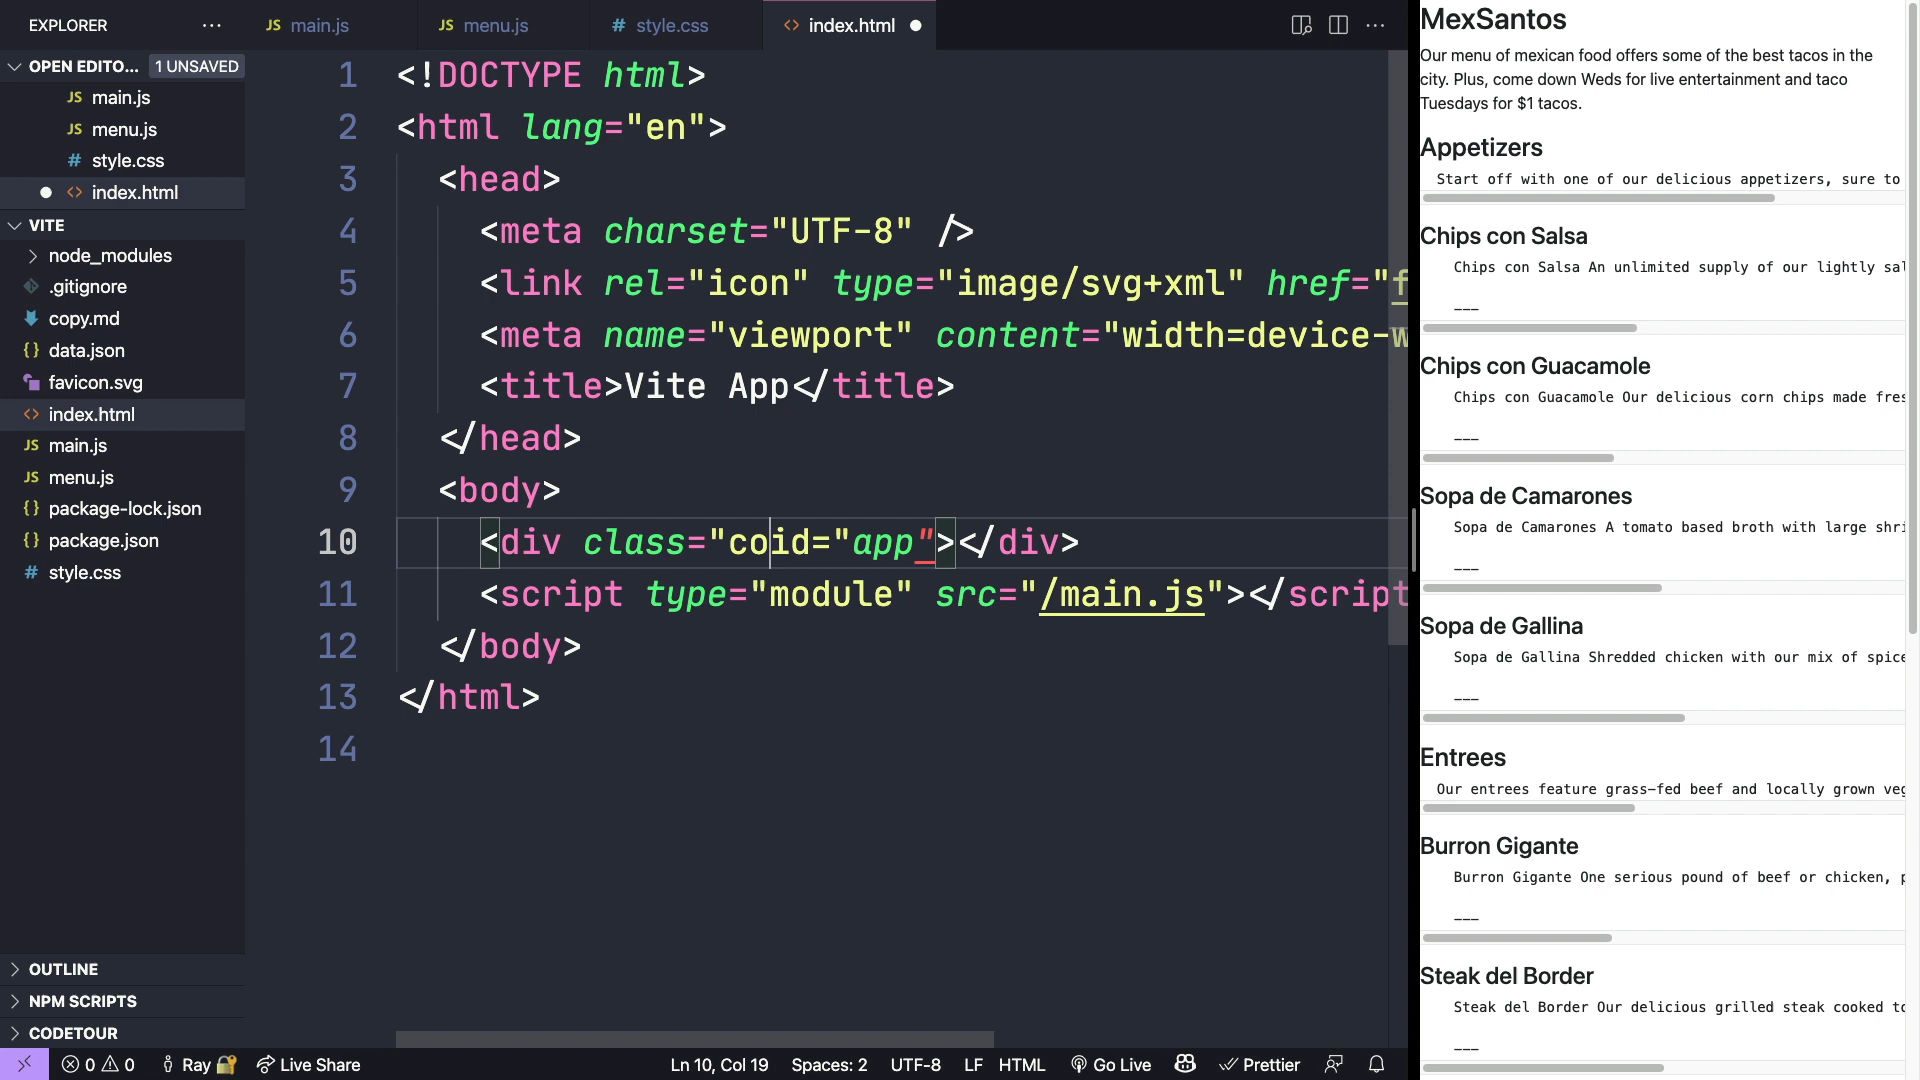 EXPLORER
OPEN EDITO... 1 UNSAVED
JS main.js
JS menu.js
# style.css
<> index.html
VITE
node_modules
.gitignore
copy.md
{} data.json
favicon.svg
<> index.html
JS main.js
JS menu.js
{} package-lock.json
{} package.json
# style.css
OUTLINE
NPM SCRIPTS
CODETOUR
JS main.js
JS menu.js
# style.css
<> index.html
1 <!DOCTYPE html>
2 <html lang="en">
3 <head>
4 <meta charset="UTF-8" />
5 <link rel="icon" type="image/svg+xml" href="f
6 <meta name="viewport" content="width=device-w
7 <title>Vite App</title>
8 </head>
9 <body>
10 <div class="coid="app"></div>
11 <script type="module" src="/main.js"></script
12 </body>
13 </html>
14
MexSantos
Our menu of mexican food offers some of the best tacos in the
city. Plus, come down Weds for live entertainment and taco
Tuesdays for $1 tacos.
Appetizers
Start off with one of our delicious appetizers, sure to
Chips con Salsa
Chips con Salsa An unlimited supply of our lightly sal
---
Chips con Guacamole
Chips con Guacamole Our delicious corn chips made fres
---
Sopa de Camarones
Sopa de Camarones A tomato based broth with large shri
---
Sopa de Gallina
Sopa de Gallina Shredded chicken with our mix of spice
---
Entrees
Our entrees feature grass-fed beef and locally grown veg
Burron Gigante
Burron Gigante One serious pound of beef or chicken, p
---
Steak del Border
Steak del Border Our delicious grilled steak cooked to
---
0 0 Ray Live Share Ln 10, Col 19 Spaces: 2 UTF-8 LF HTML Go Live Prettier